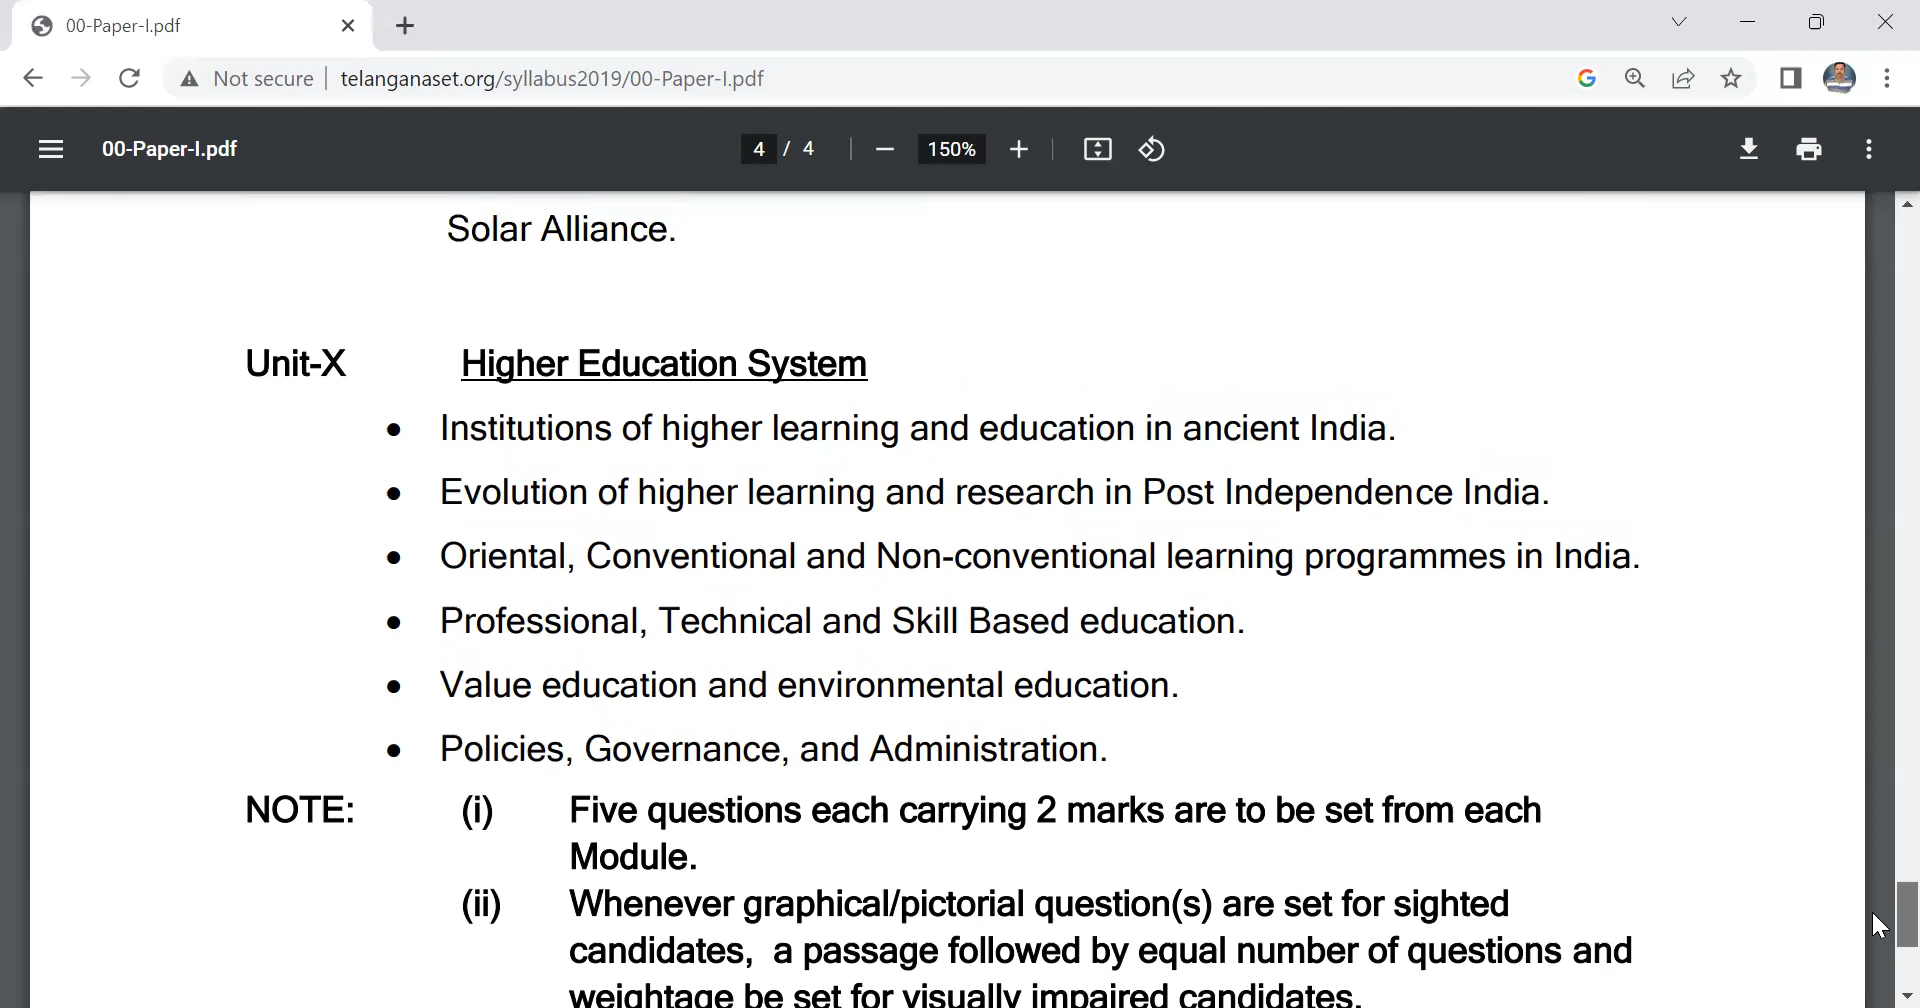 00-Paper-I.pdf
Not secure
telanganaset.org/syllabus2019/00-Paper-I.pdf
00-Paper-I.pdf
4 / 4
150%
Solar Alliance.
Unit-X Higher Education System
• Institutions of higher learning and education in ancient India.
• Evolution of higher learning and research in Post Independence India.
• Oriental, Conventional and Non-conventional learning programmes in India.
• Professional, Technical and Skill Based education.
• Value education and environmental education.
• Policies, Governance, and Administration.
NOTE: (i) Five questions each carrying 2 marks are to be set from each
Module.
(ii) Whenever graphical/pictorial question(s) are set for sighted
candidates, a passage followed by equal number of questions and
weightage be set for visually impaired candidates.